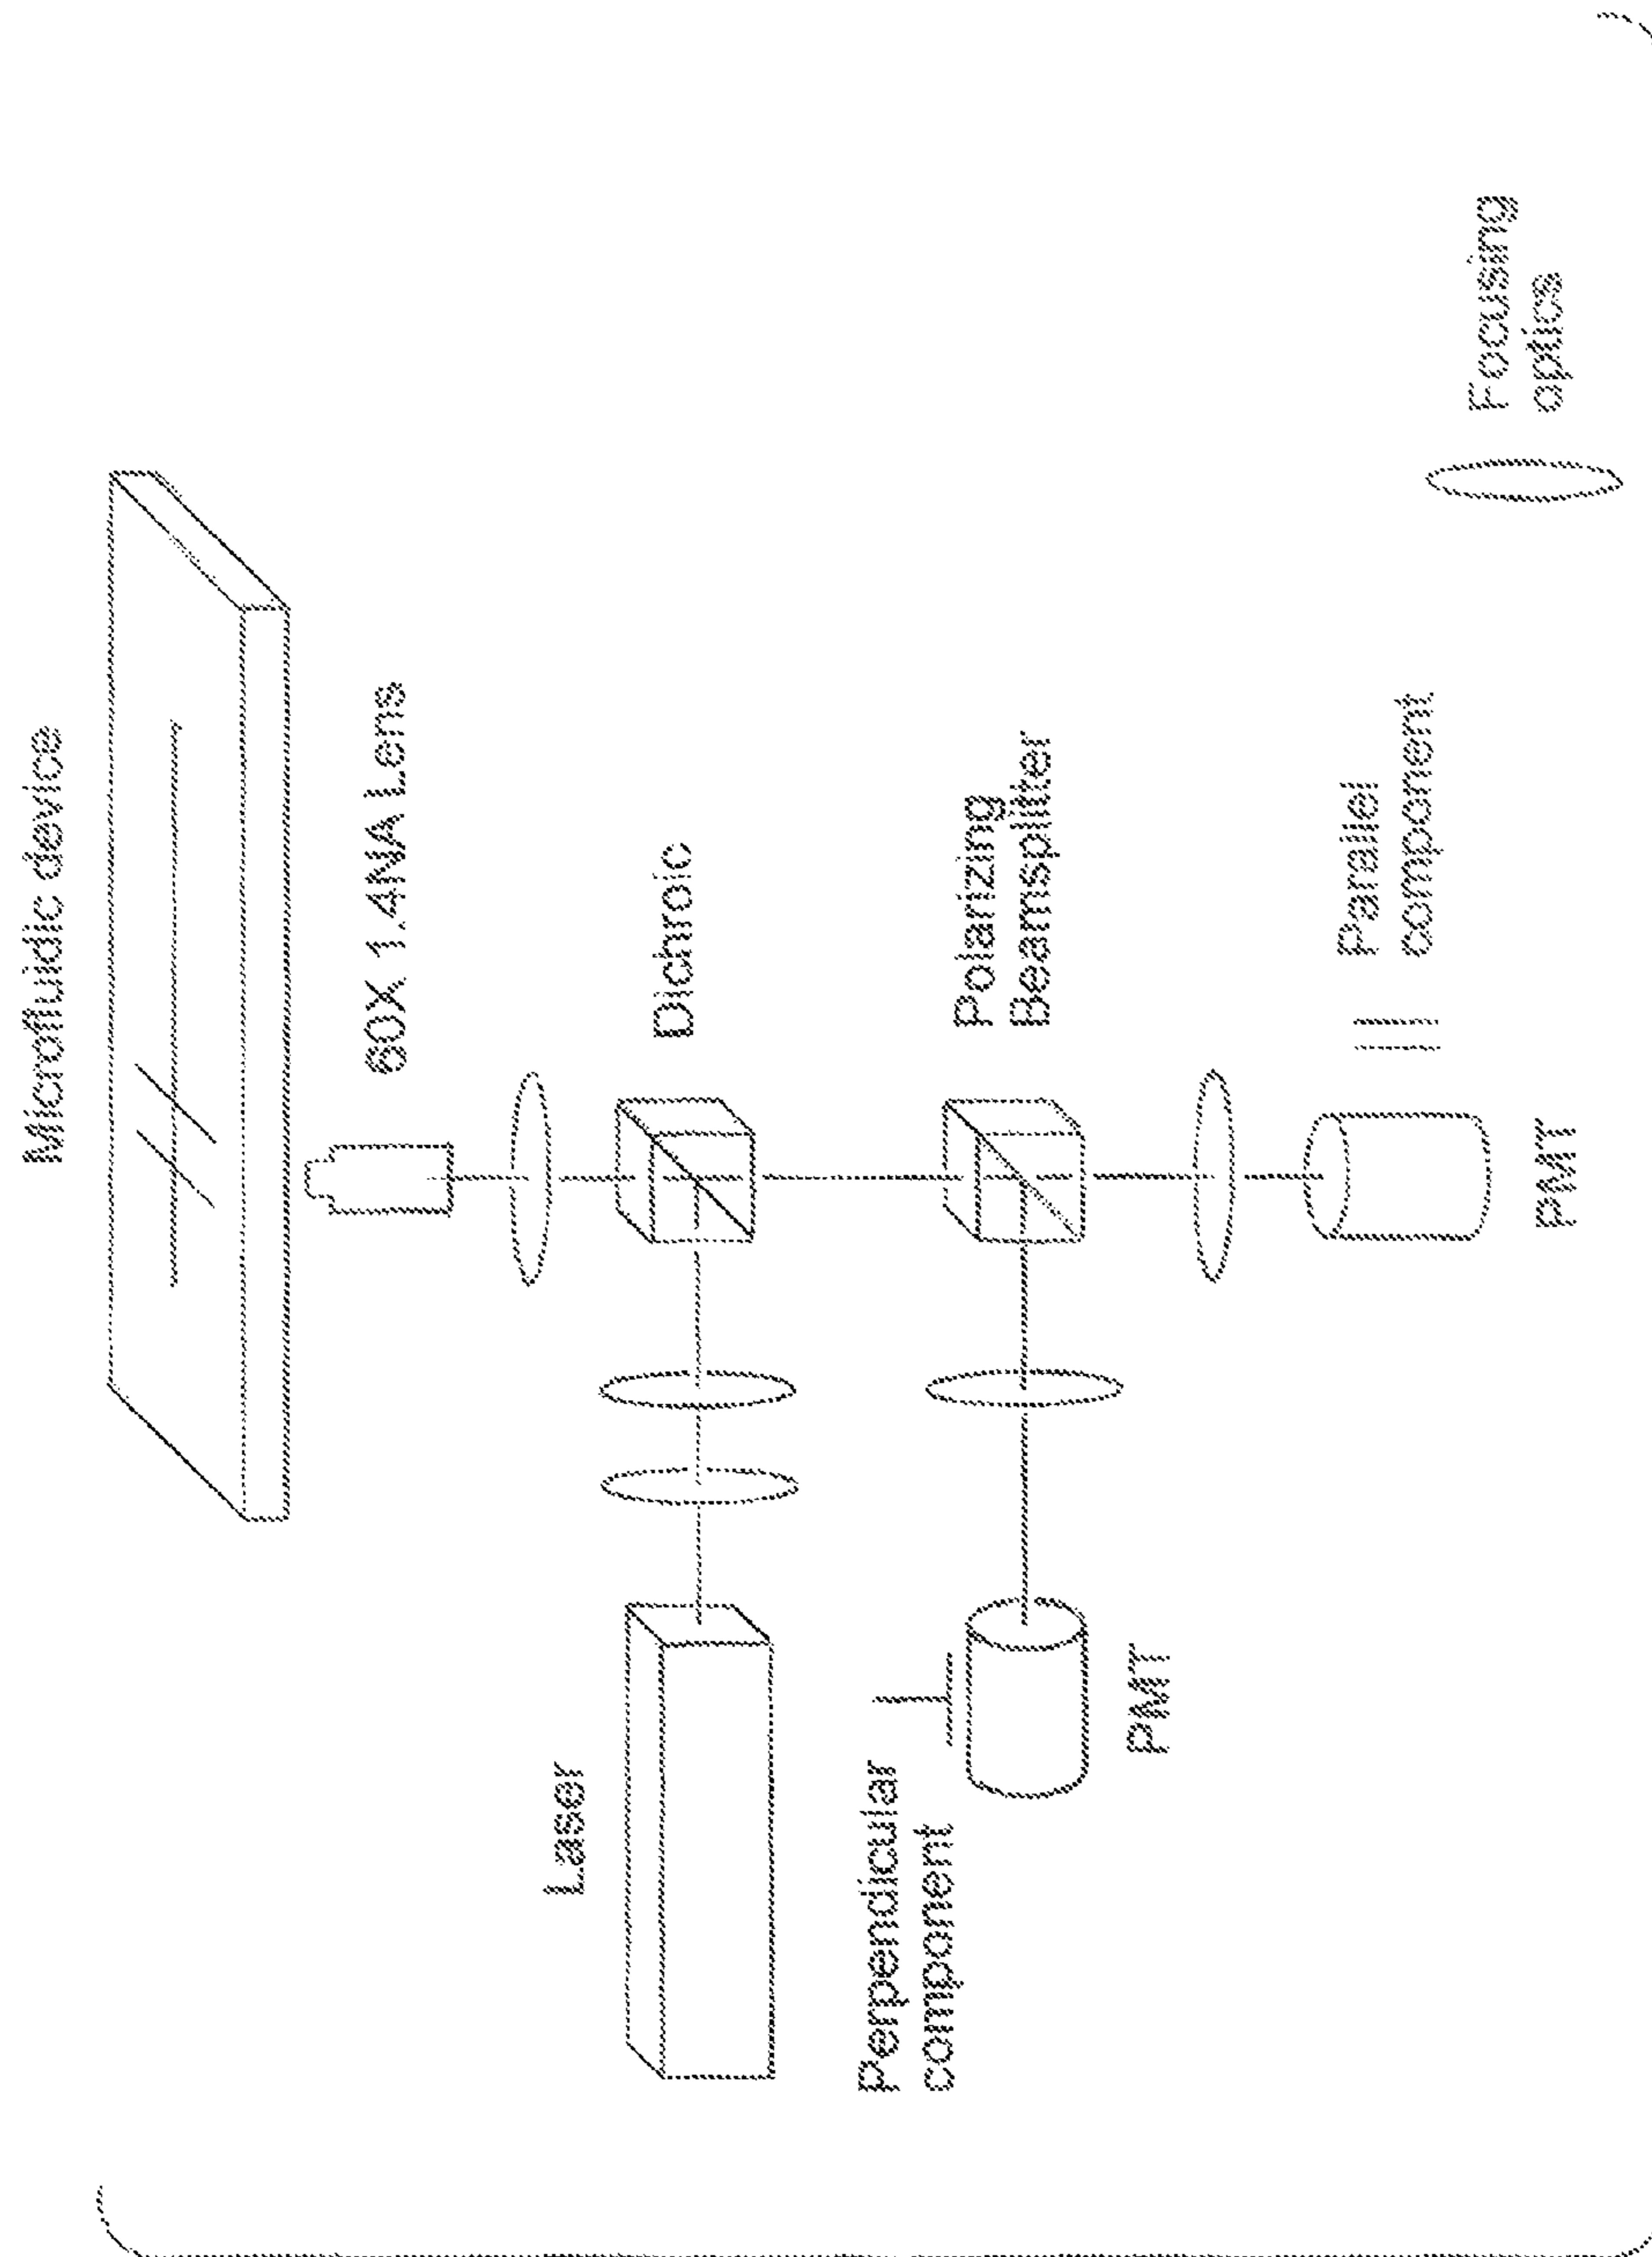 Microfluidic device
60X 1.4NA Lens
Laser
Dichroic
Perpendicular
component
PMT
Polarizing
Beamsplitter
Parallel
component
PMT
Focusing
optics